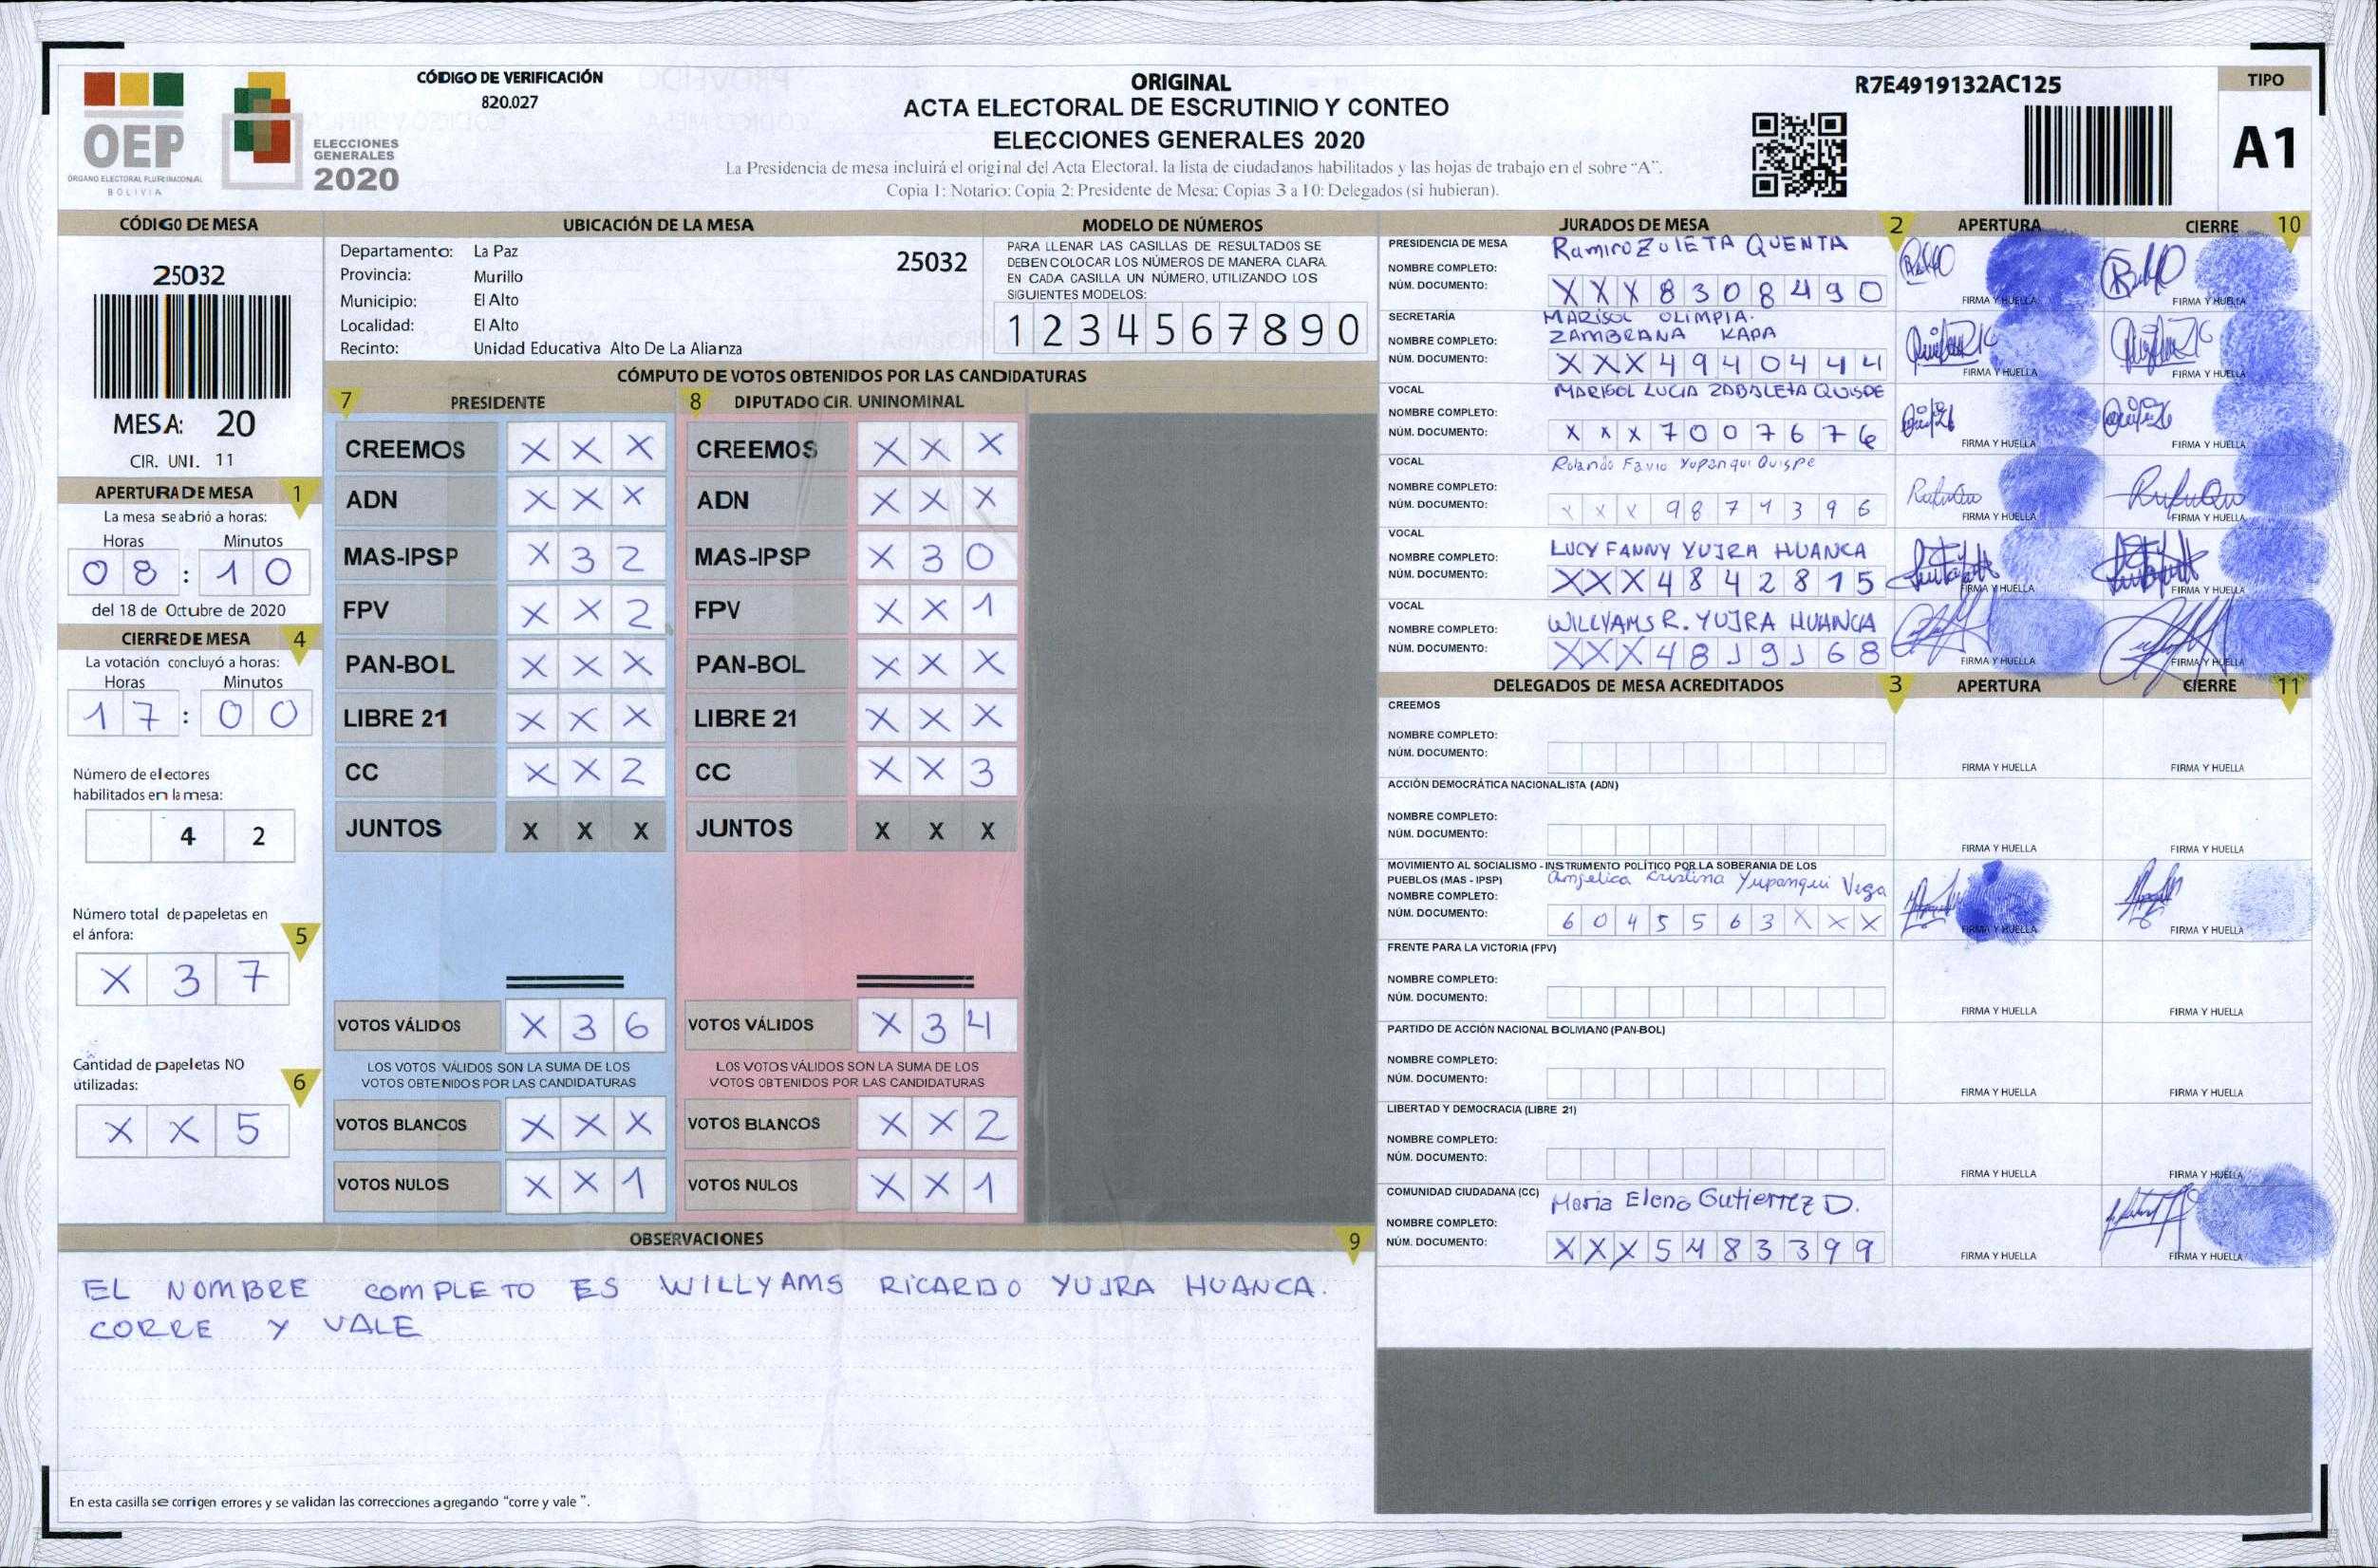 OEP
ÓRGANO ELECTORAL PLURINACIONAL
BOLIVIA
ELECCIONES
GENERALES
2020
CÓDIGO DE VERIFICACIÓN
820.027
ORIGINAL
ACTA ELECTORAL DE ESCRUTINIO Y CONTEO
ELECCIONES GENERALES 2020
La Presidencia de mesa incluirá el original del Acta Electoral, la lista de ciudadanos habilitados y las hojas de trabajo en el sobre "A".
Copia 1: Notario; Copia 2: Presidente de Mesa; Copias 3 a 10: Delegados (si hubieran).
R7E4919132AC125
TIPO
A1
CÓDIGO DE MESA
25032
MESA: 20
CIR. UNI. 11
APERTURA DE MESA 1
La mesa se abrió a horas:
Horas Minutos
08 : 10
del 18 de Octubre de 2020
CIERRE DE MESA 4
La votación concluyó a horas:
Horas Minutos
17 : 00
Número de electores
habilitados en la mesa:
4 2
Número total de papeletas en
el ánfora:
5
X 3 7
Cantidad de papeletas NO
utilizadas:
6
X X 5
UBICACIÓN DE LA MESA
Departamento: La Paz
25032
Provincia: Murillo
Municipio: El Alto
Localidad: El Alto
Recinto: Unidad Educativa Alto De La Alianza
MODELO DE NÚMEROS
PARA LLENAR LAS CASILLAS DE RESULTADOS SE
DEBEN COLOCAR LOS NÚMEROS DE MANERA CLARA.
EN CADA CASILLA UN NÚMERO, UTILIZANDO LOS
SIGUIENTES MODELOS:
1 2 3 4 5 6 7 8 9 0
CÓMPUTO DE VOTOS OBTENIDOS POR LAS CANDIDATURAS
7 PRESIDENTE
CREEMOS X X X
ADN X X X
MAS-IPSP X 3 2
FPV X X 2
PAN-BOL X X X
LIBRE 21 X X X
CC X X 2
JUNTOS X X X
VOTOS VÁLIDOS X 3 6
LOS VOTOS VÁLIDOS SON LA SUMA DE LOS
VOTOS OBTENIDOS POR LAS CANDIDATURAS
VOTOS BLANCOS X X X
VOTOS NULOS X X 1
8 DIPUTADO CIR. UNINOMINAL
CREEMOS X X X
ADN X X X
MAS-IPSP X 3 0
FPV X X 1
PAN-BOL X X X
LIBRE 21 X X X
CC X X 3
JUNTOS X X X
VOTOS VÁLIDOS X 3 4
LOS VOTOS VÁLIDOS SON LA SUMA DE LOS
VOTOS OBTENIDOS POR LAS CANDIDATURAS
VOTOS BLANCOS X X 2
VOTOS NULOS X X 1
OBSERVACIONES 9
EL NOMBRE COMPLETO ES WILLYAMS RICARDO YUJRA HUANCA.
CORRE Y VALE
En esta casilla se corrigen errores y se validan las correcciones agregando "corre y vale".
JURADOS DE MESA 2 APERTURA CIERRE 10
PRESIDENCIA DE MESA
Ramiro ZULETA QUENTA
NOMBRE COMPLETO:
NÚM. DOCUMENTO: X X X 8 3 0 8 4 9 0
FIRMA Y HUELLA FIRMA Y HUELLA
SECRETARÍA
MARISOL OLIMPIA.
NOMBRE COMPLETO: ZAMBRANA KAPA
NÚM. DOCUMENTO: X X X 4 9 4 0 4 4 4
FIRMA Y HUELLA FIRMA Y HUELLA
VOCAL
MARISOL LUCIA ZABALETA QUISPE
NOMBRE COMPLETO:
NÚM. DOCUMENTO: X X X 7 0 0 7 6 7 6
FIRMA Y HUELLA FIRMA Y HUELLA
VOCAL
Rolando Favio Yupanqui Quispe
NOMBRE COMPLETO:
NÚM. DOCUMENTO: X X X 9 8 7 1 3 9 6
FIRMA Y HUELLA FIRMA Y HUELLA
VOCAL
NOMBRE COMPLETO: LUCY FANNY YUJRA HUANCA
NÚM. DOCUMENTO: X X X 4 8 4 2 8 1 5
FIRMA Y HUELLA FIRMA Y HUELLA
VOCAL
NOMBRE COMPLETO: WILLYAMS R. YUJRA HUANCA
NÚM. DOCUMENTO: X X X 4 8 1 9 1 6 8
FIRMA Y HUELLA FIRMA Y HUELLA
DELEGADOS DE MESA ACREDITADOS 3 APERTURA CIERRE 11
CREEMOS
NOMBRE COMPLETO:
NÚM. DOCUMENTO:
FIRMA Y HUELLA FIRMA Y HUELLA
ACCIÓN DEMOCRÁTICA NACIONALISTA (ADN)
NOMBRE COMPLETO:
NÚM. DOCUMENTO:
FIRMA Y HUELLA FIRMA Y HUELLA
MOVIMIENTO AL SOCIALISMO - INSTRUMENTO POLÍTICO POR LA SOBERANIA DE LOS
PUEBLOS (MAS - IPSP) Angelica Cristina Yupanqui Vega
NOMBRE COMPLETO:
NÚM. DOCUMENTO: 6 0 4 5 5 6 3 X X X
FIRMA Y HUELLA FIRMA Y HUELLA
FRENTE PARA LA VICTORIA (FPV)
NOMBRE COMPLETO:
NÚM. DOCUMENTO:
FIRMA Y HUELLA FIRMA Y HUELLA
PARTIDO DE ACCIÓN NACIONAL BOLIVIANO (PAN-BOL)
NOMBRE COMPLETO:
NÚM. DOCUMENTO:
FIRMA Y HUELLA FIRMA Y HUELLA
LIBERTAD Y DEMOCRACIA (LIBRE 21)
NOMBRE COMPLETO:
NÚM. DOCUMENTO:
FIRMA Y HUELLA FIRMA Y HUELLA
COMUNIDAD CIUDADANA (CC) Maria Elena Gutierrez D.
NOMBRE COMPLETO:
NÚM. DOCUMENTO: X X X 5 4 8 3 3 9 9
FIRMA Y HUELLA FIRMA Y HUELLA